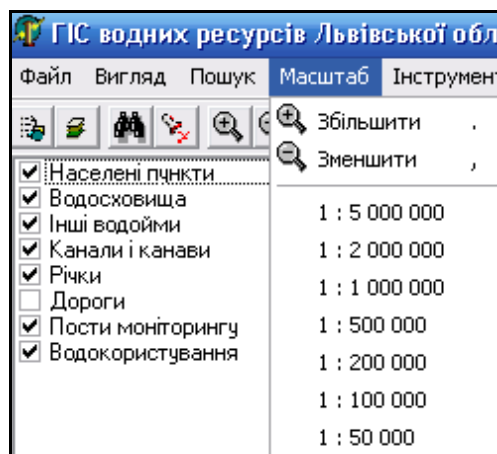 ГІС водних ресурсів Львівської обл
Файл Вигляд Пошук Масштаб Інструмент
Збільшити .
Зменшити ,
1 : 5 000 000
1 : 2 000 000
1 : 1 000 000
1 : 500 000
1 : 200 000
1 : 100 000
1 : 50 000
Населені пункти
Водосховища
Інші водойми
Канали і канави
Річки
Дороги
Пости моніторингу
Водокористування